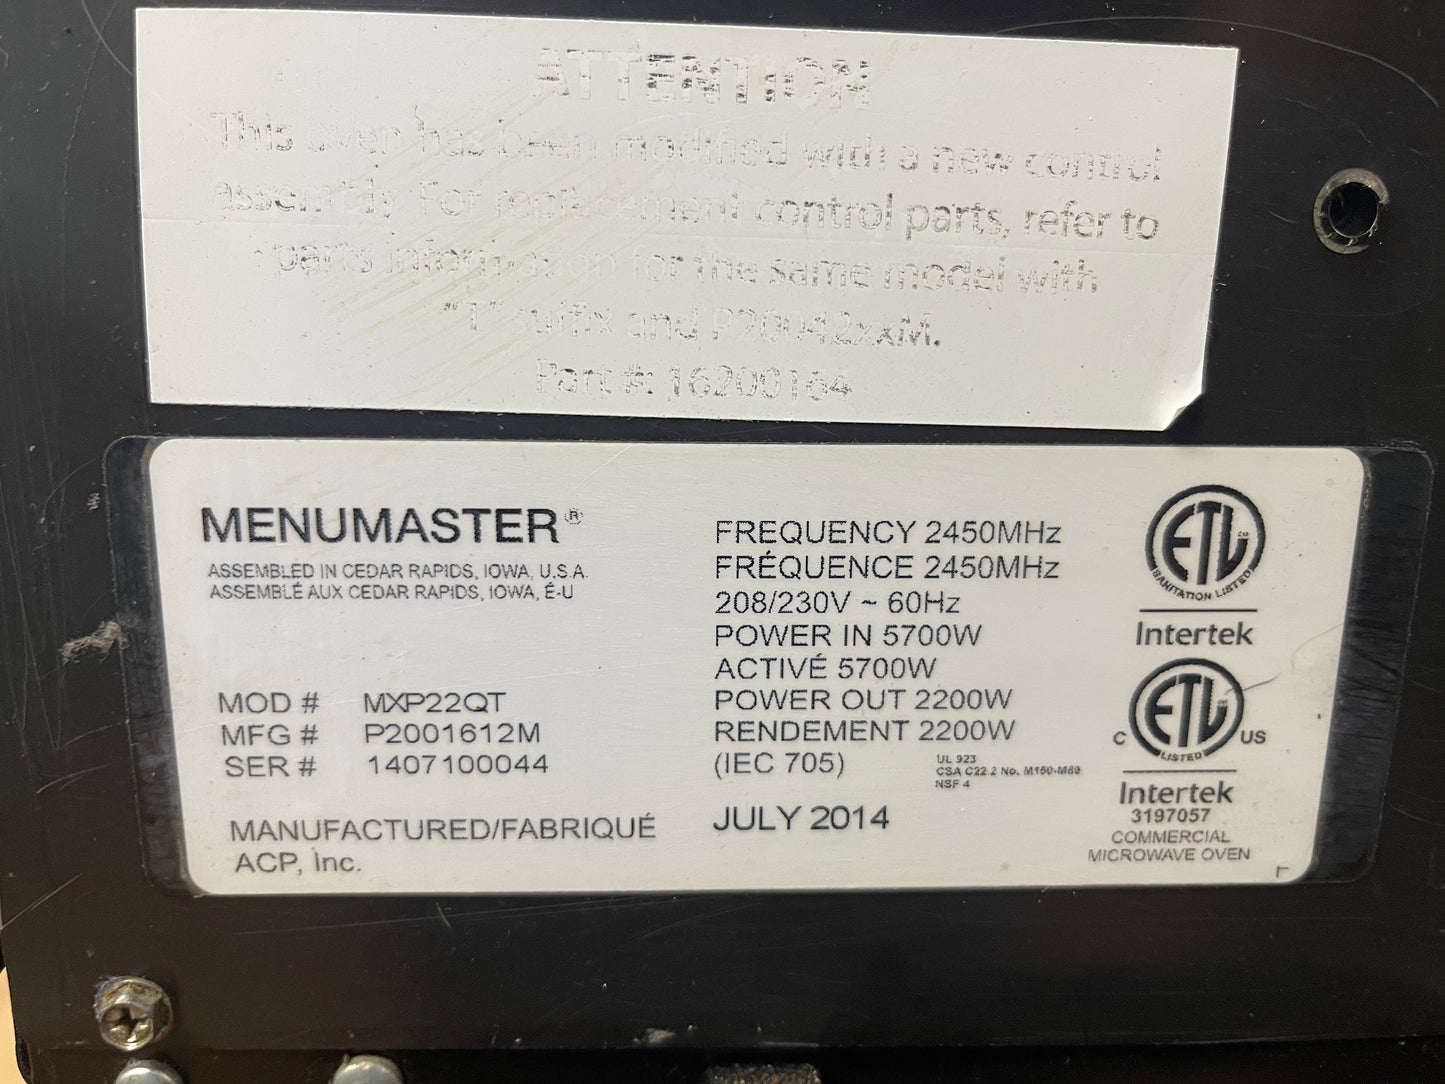 ATTENTION
This oven has been modified with a new control
assembly. For replacement control parts, refer to
parts information for the same model with
"T" suffix and P20042xxM.
Part #: 16200164
MENUMASTER®
ASSEMBLED IN CEDAR RAPIDS, IOWA, U.S.A.
ASSEMBLÉ AUX CEDAR RAPIDS, IOWA, É-U
MOD # MXP22QT
MFG # P2001612M
SER # 1407100044
MANUFACTURED/FABRIQUÉ
ACP, Inc.
FREQUENCY 2450MHz
FRÉQUENCE 2450MHz
208/230V ~ 60Hz
POWER IN 5700W
ACTIVÉ 5700W
POWER OUT 2200W
RENDEMENT 2200W
(IEC 705)
UL 923
CSA C22.2 No. M150-M89
NSF 4
JULY 2014
ETL CM
SANITATION LISTED
Intertek
ETL
C US
LISTED
Intertek
3197057
COMMERCIAL
MICROWAVE OVEN